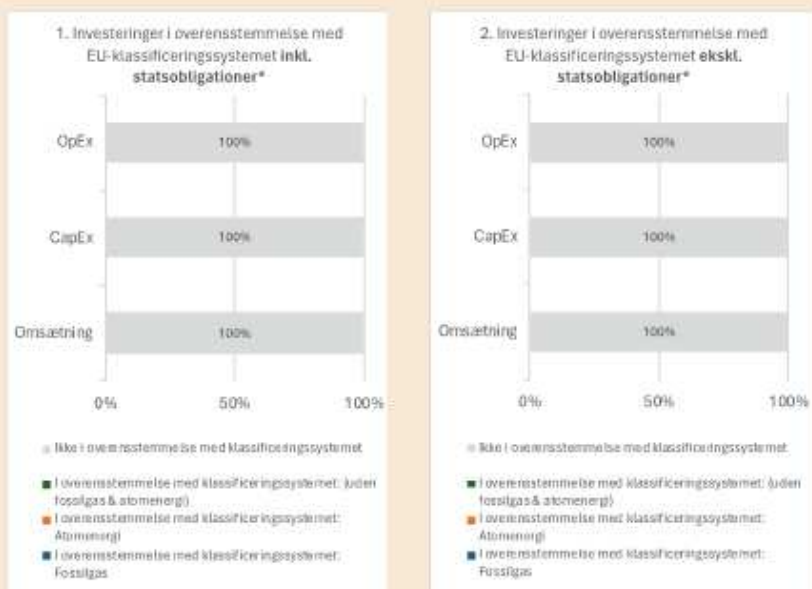 1. Investeringer i overensstemmelse med
EU-klassificeringssystemet inkl.
statsobligationer*
OpEx
100%
CapEx
100%
Omsætning
100%
0%
50%
100%
Ikke i overensstemmelse med klassificeringssystemet
I overensstemmelse med klassificeringssystemet: (uden
fossilgas & atomenergi)
I overensstemmelse med klassificeringssystemet:
Atomenergi
I overensstemmelse med klassificeringssystemet:
Fossilgas
2. Investeringer i overensstemmelse med
EU-klassificeringssystemet ekskl.
statsobligationer*
OpEx
100%
CapEx
100%
Omsætning
100%
0%
50%
100%
Ikke i overensstemmelse med klassificeringssystemet
I overensstemmelse med klassificeringssystemet: (uden
fossilgas & atomenergi)
I overensstemmelse med klassificeringssystemet:
Atomenergi
I overensstemmelse med klassificeringssystemet:
Fossilgas